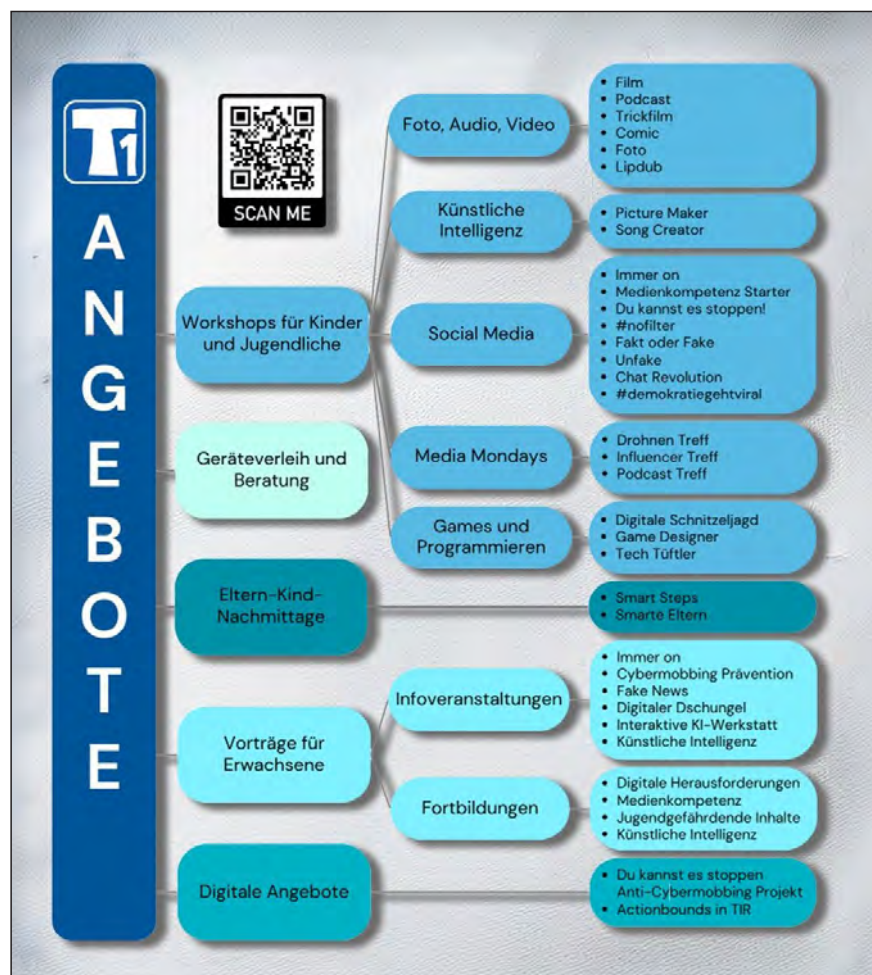 T1
ANGEBOTE
SCAN ME
Workshops für Kinder
und Jugendliche
Foto, Audio, Video
• Film
• Podcast
• Trickfilm
• Comic
• Foto
• Lipdub
Künstliche
Intelligenz
• Picture Maker
• Song Creator
Social Media
• Immer on
• Medienkompetenz Starter
• Du kannst es stoppen!
• #nofilter
• Fakt oder Fake
• Unfake
• Chat Revolution
• #demokratiegehtviral
Media Mondays
• Drohnen Treff
• Influencer Treff
• Podcast Treff
Games und
Programmieren
• Digitale Schnitzeljagd
• Game Designer
• Tech Tüftler
Geräteverleih und
Beratung
Eltern-Kind-
Nachmittage
• Smart Steps
• Smarte Eltern
Vorträge für
Erwachsene
Infoveranstaltungen
• Immer on
• Cybermobbing Prävention
• Fake News
• Digitaler Dschungel
• Interaktive KI-Werkstatt
• Künstliche Intelligenz
Fortbildungen
• Digitale Herausforderungen
• Medienkompetenz
• Jugendgefährdende Inhalte
• Künstliche Intelligenz
Digitale Angebote
• Du kannst es stoppen
Anti-Cybermobbing Projekt
• Actionbounds in TIR